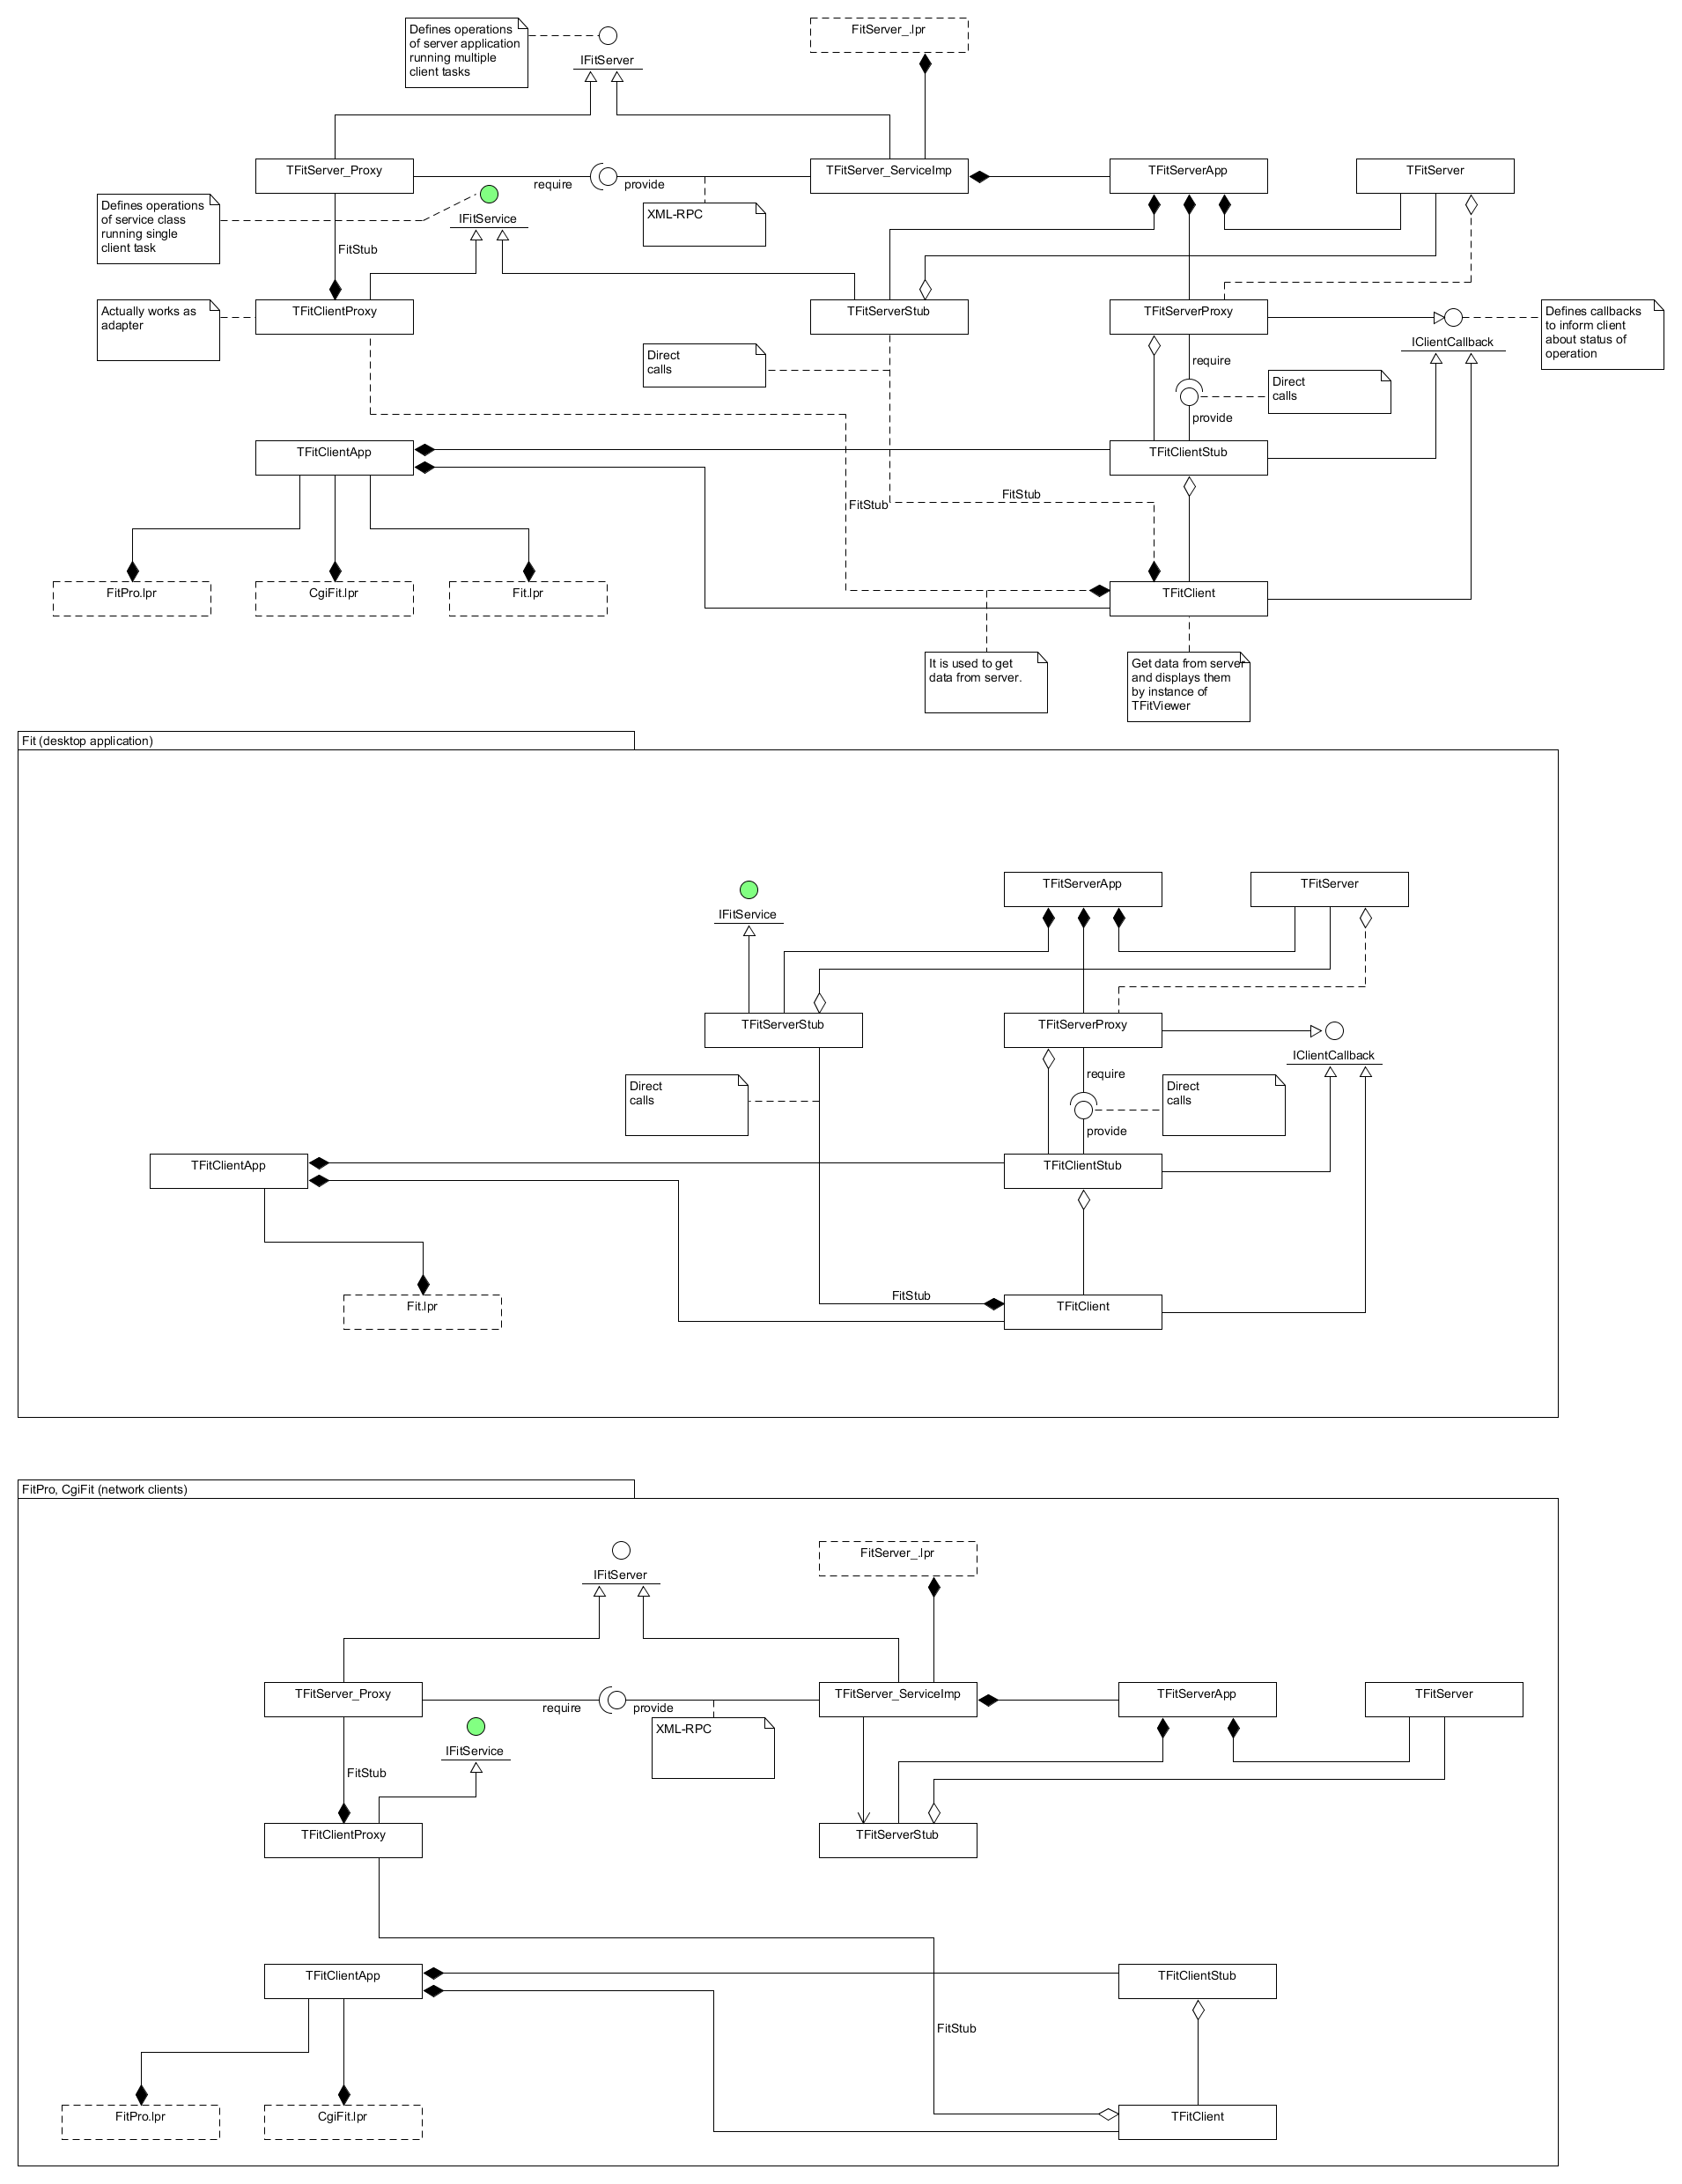 Defines operations
of server application
running multiple
client tasks
IFitServer
FitServer_.lpr
TFitServer_Proxy
require
provide
TFitServer_ServiceImp
TFitServerApp
TFitServer
Defines operations
of service class
running single
client task
IFitService
XML-RPC
FitStub
Actually works as
adapter
TFitClientProxy
TFitServerStub
TFitServerProxy
IClientCallback
Defines callbacks
to inform client
about status of
operation
Direct
calls
require
Direct
calls
provide
TFitClientApp
TFitClientStub
FitStub
FitStub
FitPro.lpr
CgiFit.lpr
Fit.lpr
TFitClient
It is used to get
data from server.
Get data from server
and displays them
by instance of
TFitViewer
Fit (desktop application)
IFitService
TFitServerApp
TFitServer
TFitServerStub
TFitServerProxy
IClientCallback
Direct
calls
require
Direct
calls
provide
TFitClientApp
TFitClientStub
FitStub
Fit.lpr
TFitClient
FitPro, CgiFit (network clients)
IFitServer
FitServer_.lpr
TFitServer_Proxy
require
provide
TFitServer_ServiceImp
TFitServerApp
TFitServer
IFitService
XML-RPC
FitStub
TFitClientProxy
TFitServerStub
TFitClientApp
TFitClientStub
FitStub
FitPro.lpr
CgiFit.lpr
TFitClient